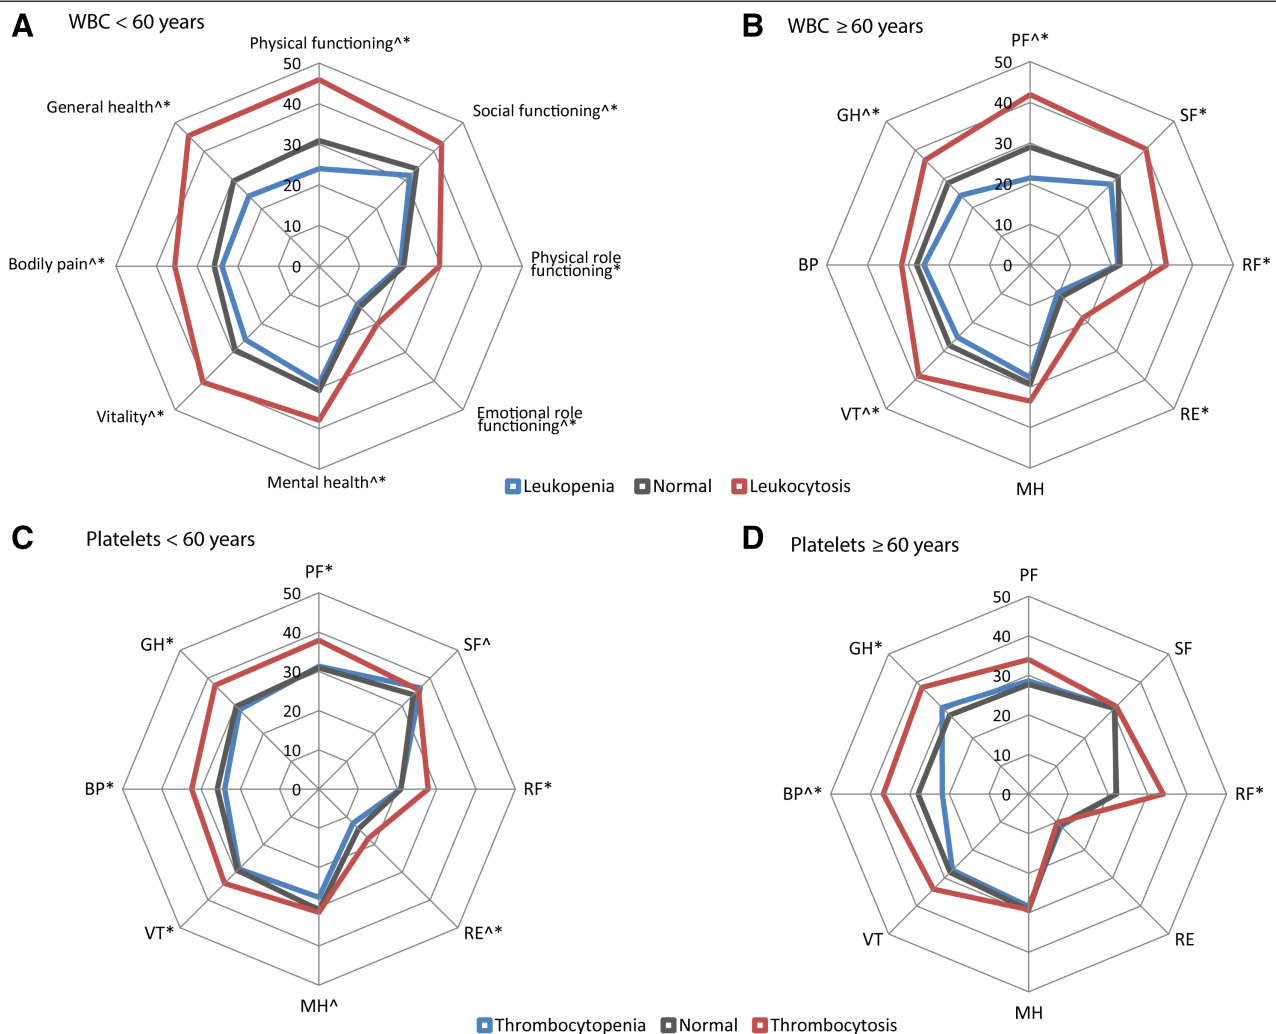 A WBC < 60 years
Physical functioning^*
50
40
30
20
10
0
General health^*
Social functioning^*
Bodily pain^*
Physical role
functioning*
Vitality^*
Emotional role
functioning^*
Mental health^*
B WBC ≥ 60 years
PF^*
50
40
30
20
10
0
GH^*
SF*
BP
RF*
VT^*
RE*
MH
Leukopenia Normal Leukocytosis
C Platelets < 60 years
PF*
50
40
30
20
10
0
GH*
SF^
BP*
RF*
VT*
RE^*
MH^
D Platelets ≥ 60 years
PF
50
40
30
20
10
0
GH*
SF
BP^*
RF*
VT
RE
MH
Thrombocytopenia Normal Thrombocytosis